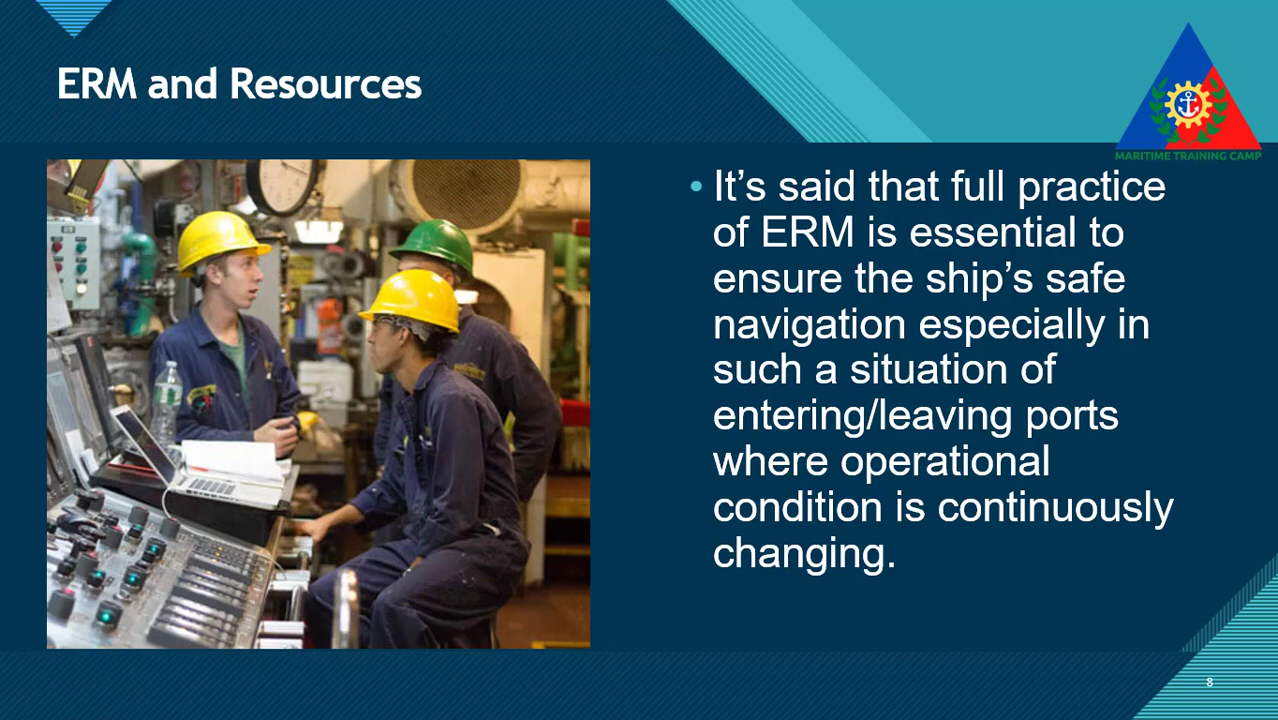 ERM and Resources
MARITIME TRAINING CAMP
• It’s said that full practice
of ERM is essential to
ensure the ship’s safe
navigation especially in
such a situation of
entering/leaving ports
where operational
condition is continuously
changing.
8